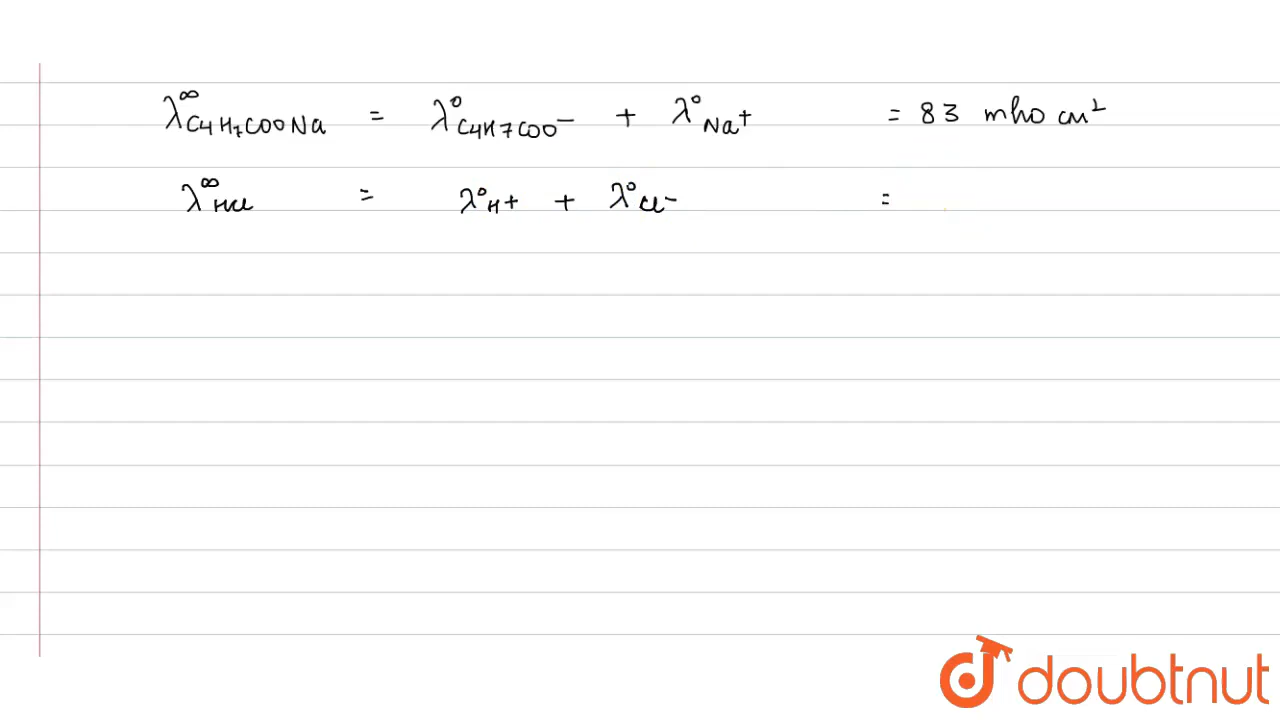 λ∞C4H7COONa = λ°C4H7COO− + λ°Na+ = 83 mho cm²
λ∞HCl = λ°H+ + λ°Cl− =
doubtnut